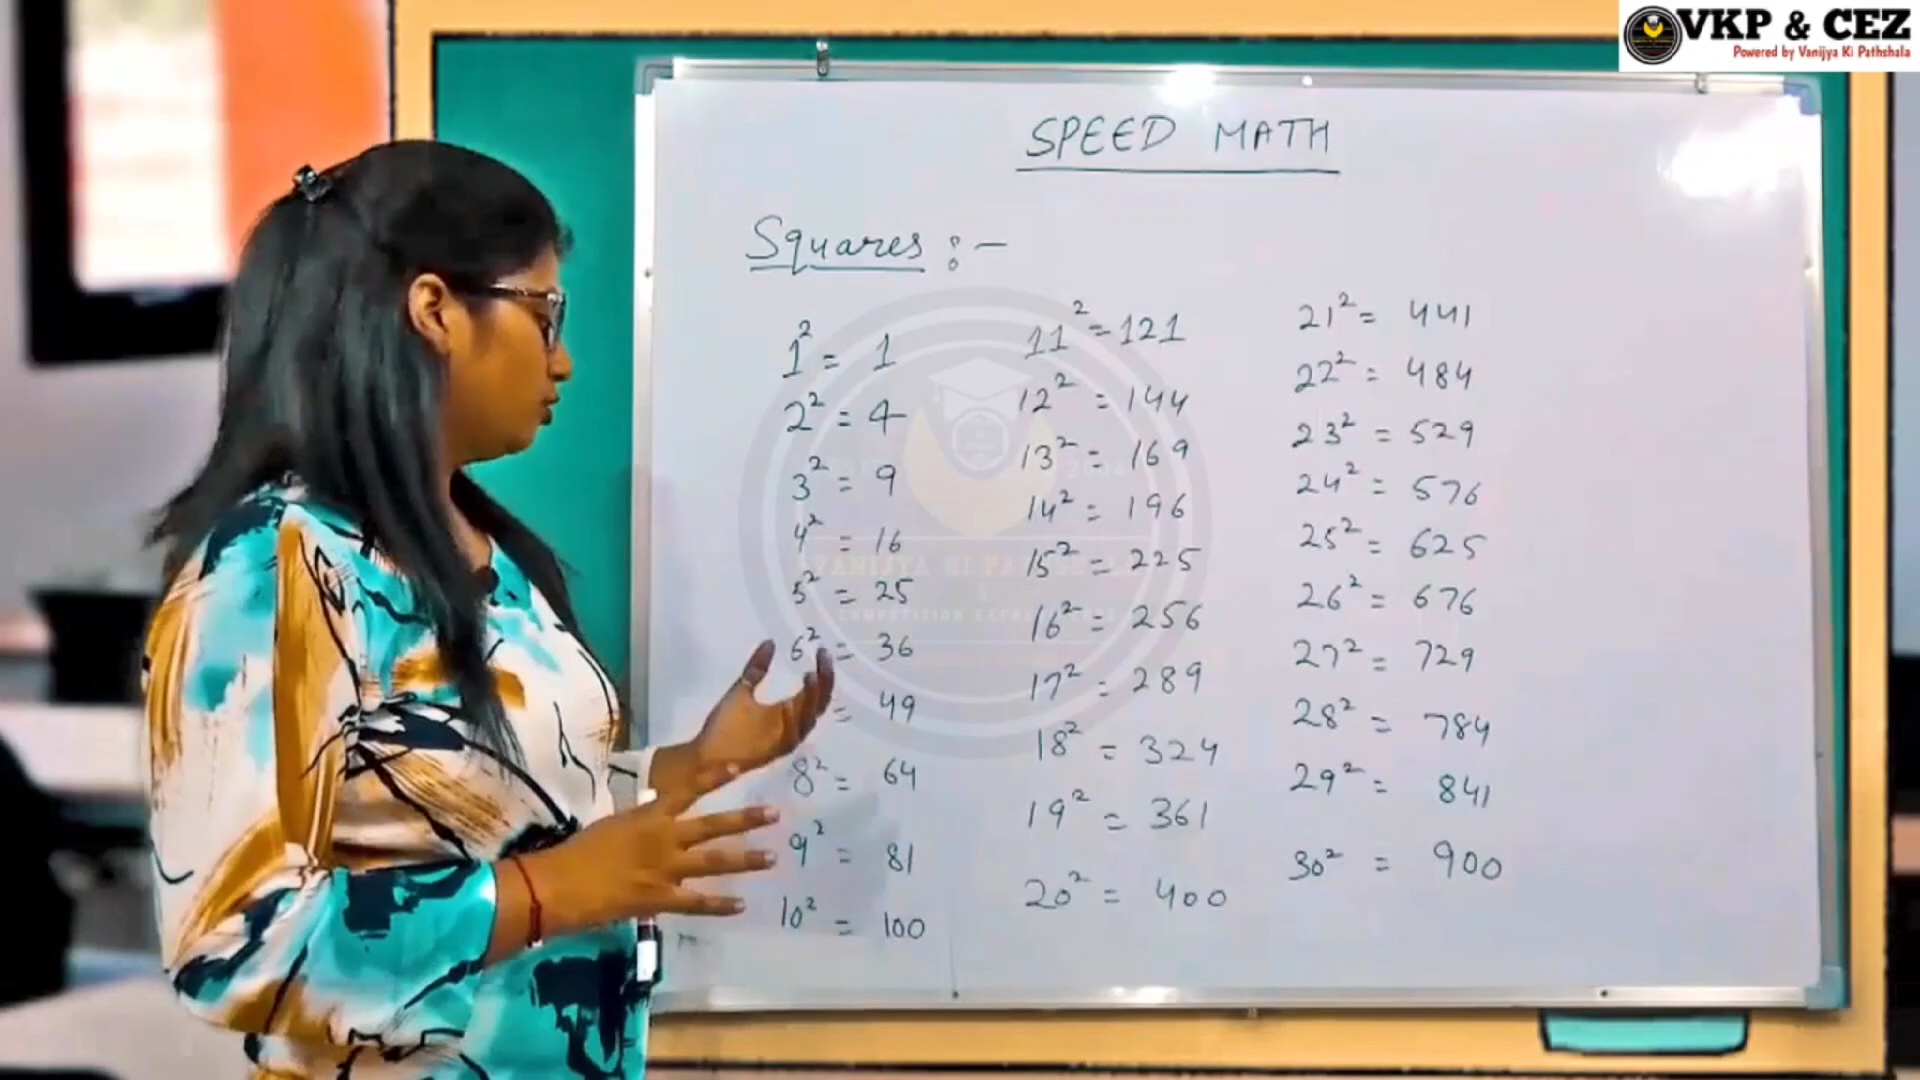 VKP & CEZ
Powered by Vanijya Ki Pathshala
SPEED MATH
Squares :-
1² = 1
2² = 4
3² = 9
4² = 16
5² = 25
6² = 36
= 49
8² = 64
9² = 81
10² = 100
11² = 121
12² = 144
13² = 169
14² = 196
15² = 225
16² = 256
17² = 289
18² = 324
19² = 361
20² = 400
21² = 441
22² = 484
23² = 529
24² = 576
25² = 625
26² = 676
27² = 729
28² = 784
29² = 841
30² = 900
VANIJYA KI
&
COMPETITION